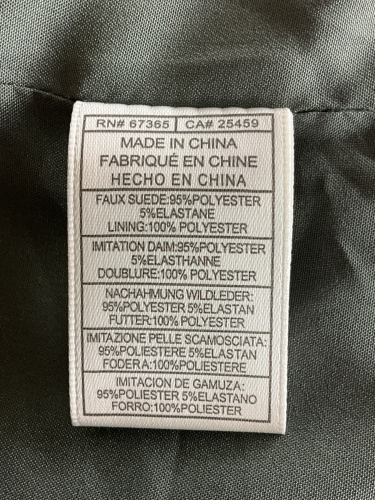 RN# 67365 CA# 25459
MADE IN CHINA
FABRIQUÉ EN CHINE
HECHO EN CHINA
FAUX SUEDE:95%POLYESTER
5%ELASTANE
LINING:100% POLYESTER
IMITATION DAIM:95%POLYESTER
5%ELASTHANNE
DOUBLURE:100% POLYESTER
NACHAHMUNG WILDLEDER:
95%POLYESTER 5%ELASTAN
FUTTER:100% POLYESTER
IMITAZIONE PELLE SCAMOSCIATA:
95%POLIESTERE 5%ELASTAN
FODERA:100% POLIESTERE
IMITACION DE GAMUZA:
95%POLIESTER 5%ELASTANO
FORRO:100%POLIESTER